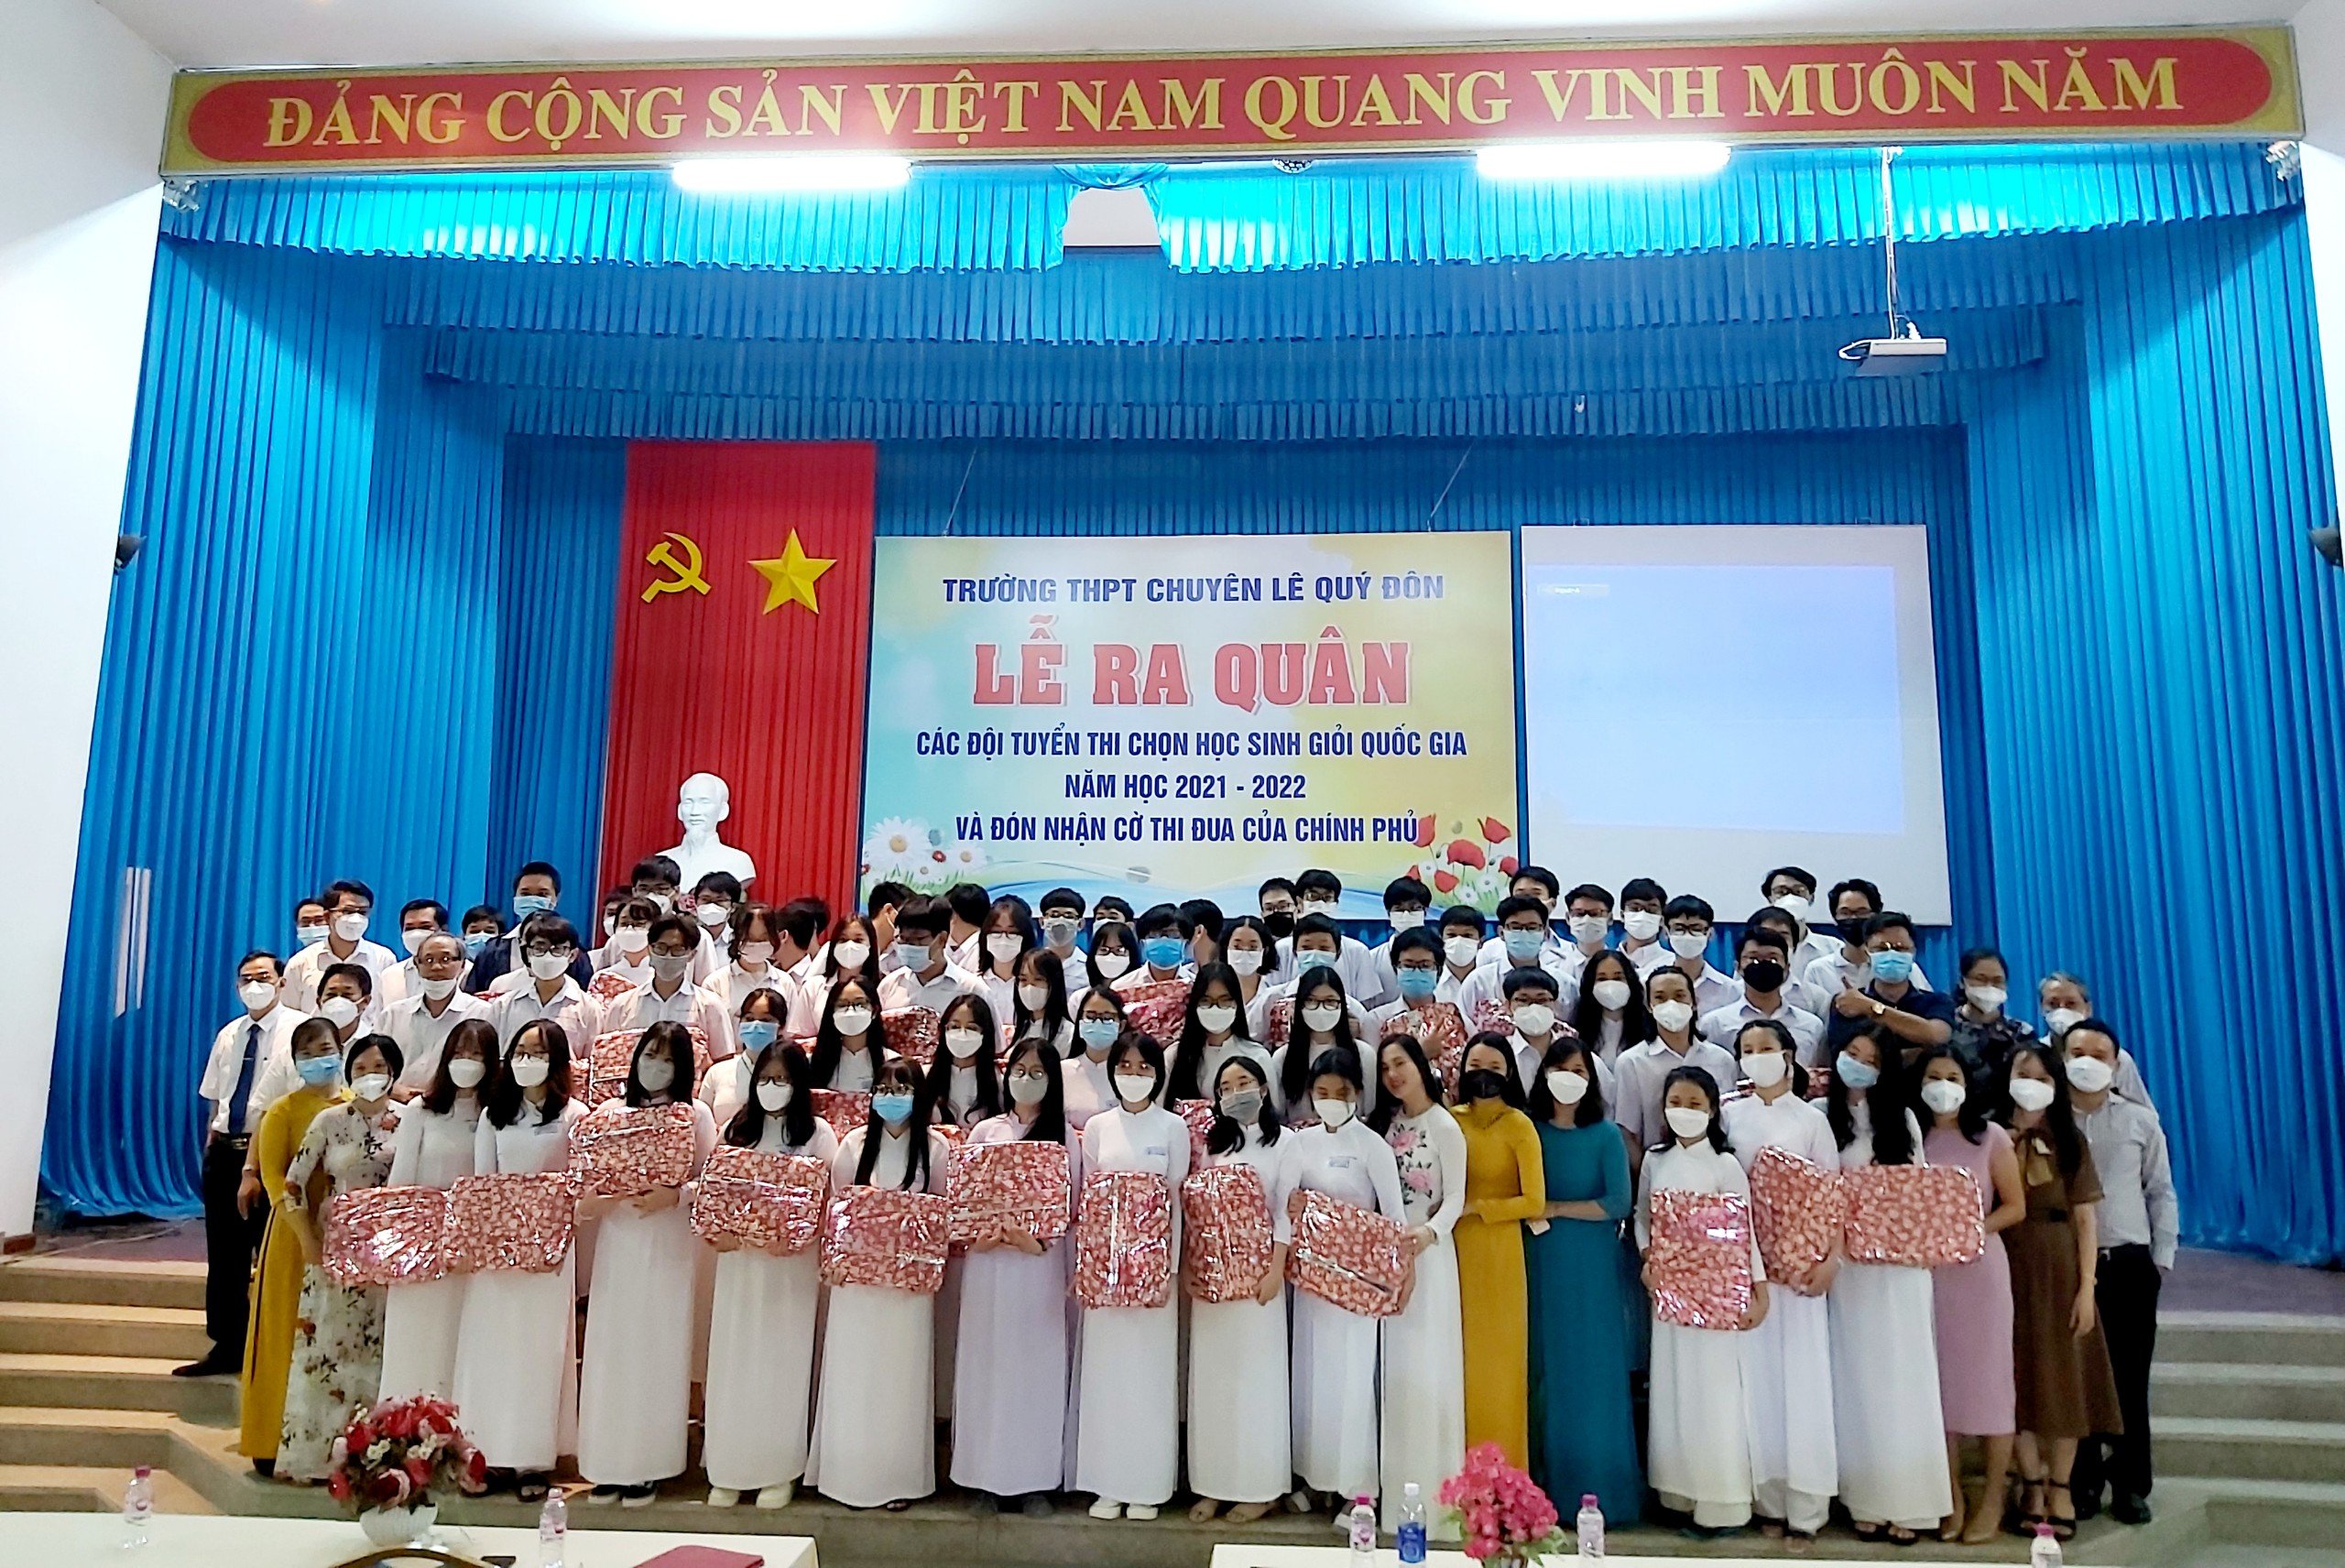 ĐẢNG CỘNG SẢN VIỆT NAM QUANG VINH MUÔN NĂM
TRƯỜNG THPT CHUYÊN LÊ QUÝ ĐÔN
LỄ RA QUÂN
CÁC ĐỘI TUYỂN THI CHỌN HỌC SINH GIỎI QUỐC GIA
NĂM HỌC 2021 - 2022
VÀ ĐÓN NHẬN CỜ THI ĐUA CỦA CHÍNH PHỦ